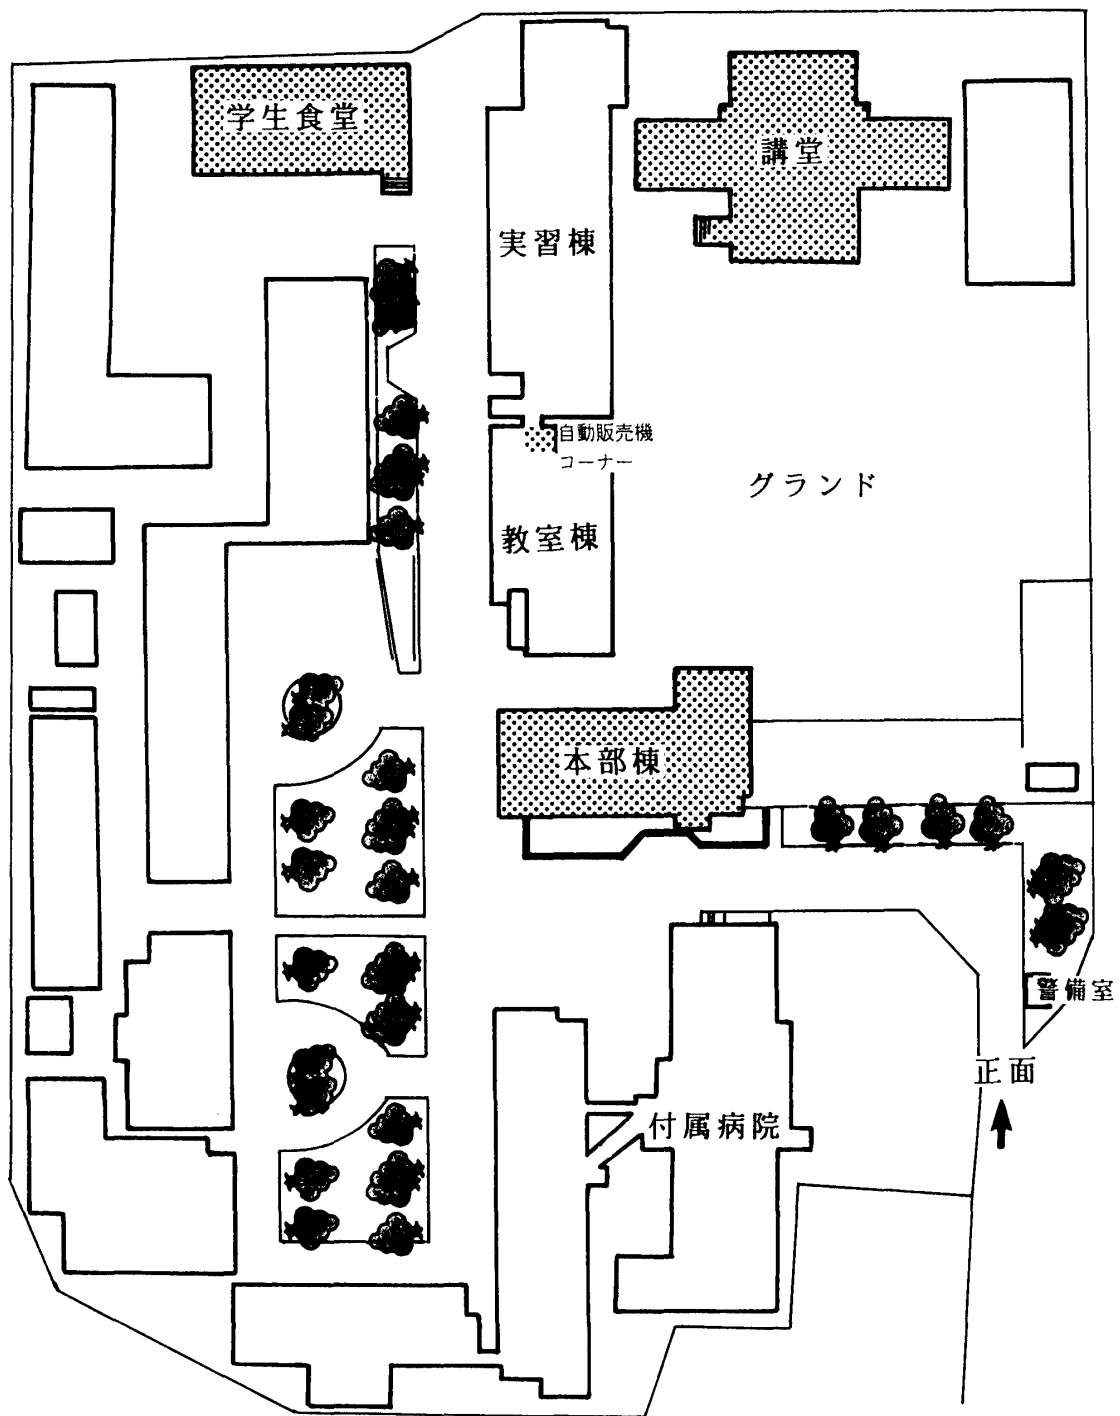 学生食堂
講堂
実習棟
自動販売機
コーナー
グランド
教室棟
本部棟
警備室
正面
付属病院